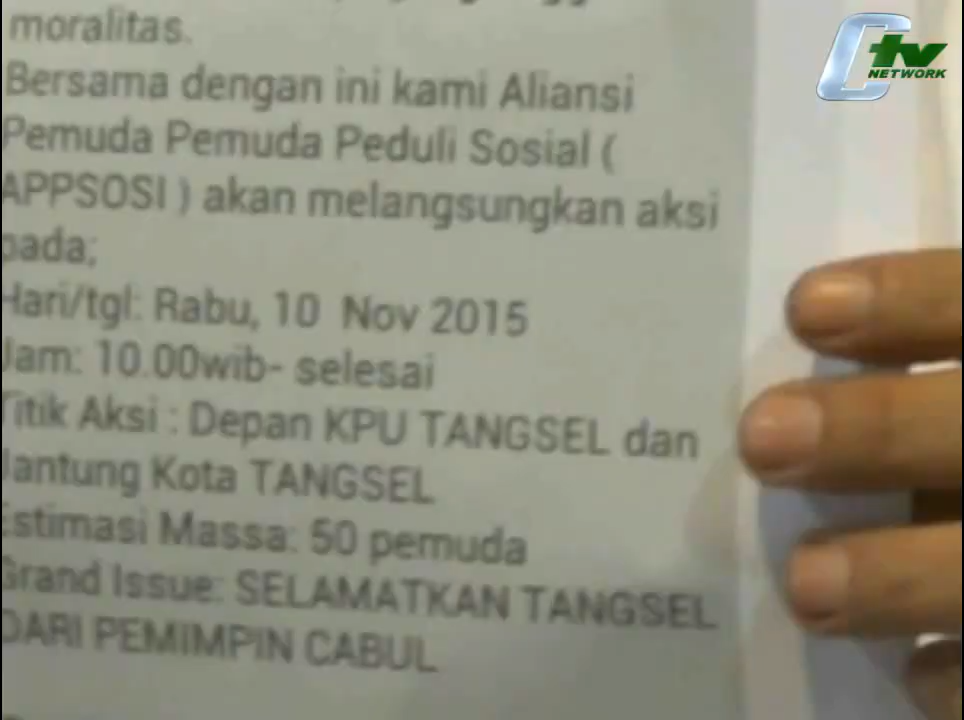 moralitas.
Bersama dengan ini kami Aliansi
Pemuda Pemuda Peduli Sosial (
APPSOSI ) akan melangsungkan aksi
pada;
Hari/tgl: Rabu, 10 Nov 2015
Jam: 10.00wib- selesai
Titik Aksi : Depan KPU TANGSEL dan
Jantung Kota TANGSEL
Estimasi Massa: 50 pemuda
Grand Issue: SELAMATKAN TANGSEL
DARI PEMIMPIN CABUL
Ctv
NETWORK